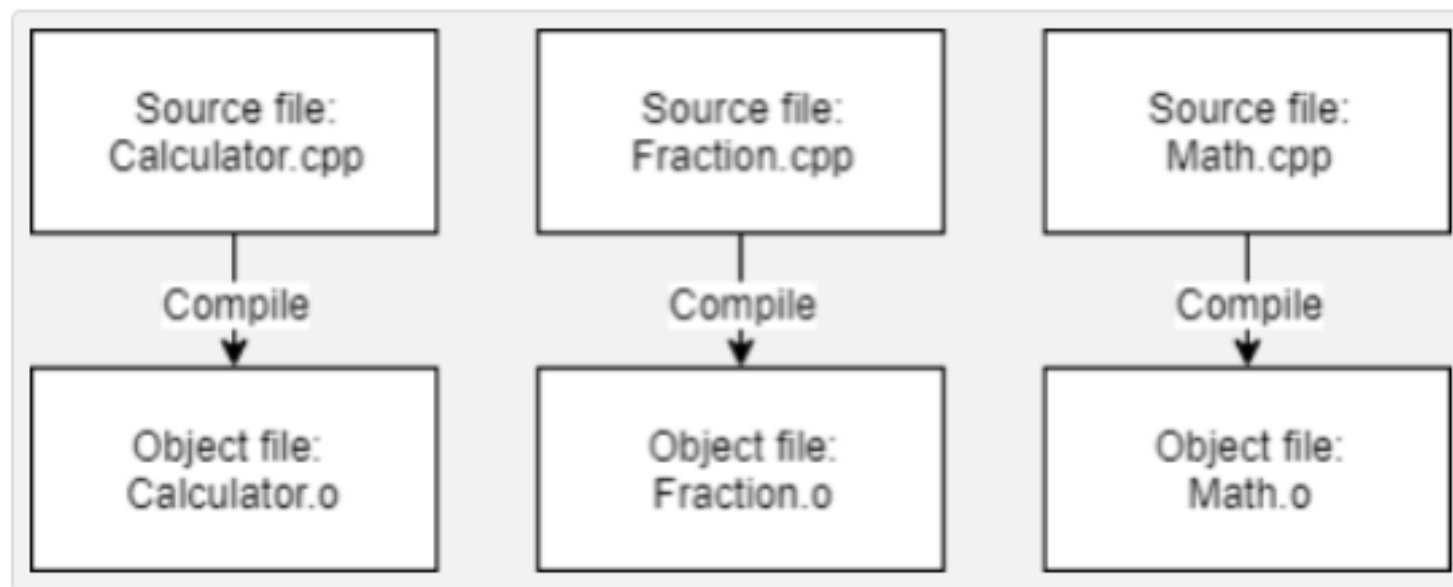 Source file:
Calculator.cpp
Source file:
Fraction.cpp
Source file:
Math.cpp
Compile
Compile
Compile
Object file:
Calculator.o
Object file:
Fraction.o
Object file:
Math.o